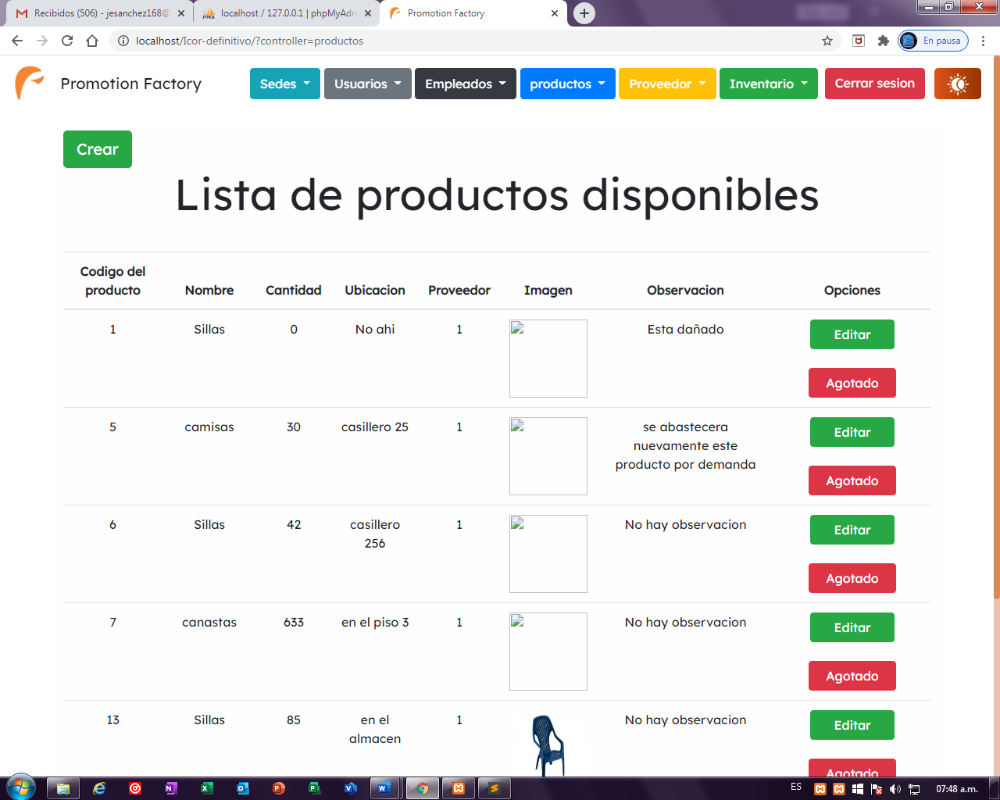 Recibidos (506) - jesanchez168@
localhost / 127.0.0.1 | phpMyAdm
Promotion Factory
localhost/Icor-definitivo/?controller=productos
En pausa
Promotion Factory
Sedes
Usuarios
Empleados
productos
Proveedor
Inventario
Cerrar sesion
Crear
Lista de productos disponibles
Codigo del
producto
Nombre
Cantidad
Ubicacion
Proveedor
Imagen
Observacion
Opciones
1
Sillas
0
No ahi
1
Esta dañado
Editar
Agotado
5
camisas
30
casillero 25
1
se abastecera
nuevamente este
producto por demanda
Editar
Agotado
6
Sillas
42
casillero
256
1
No hay observacion
Editar
Agotado
7
canastas
633
en el piso 3
1
No hay observacion
Editar
Agotado
13
Sillas
85
en el
almacen
1
No hay observacion
Editar
Agotado
ES
07:48 a.m.